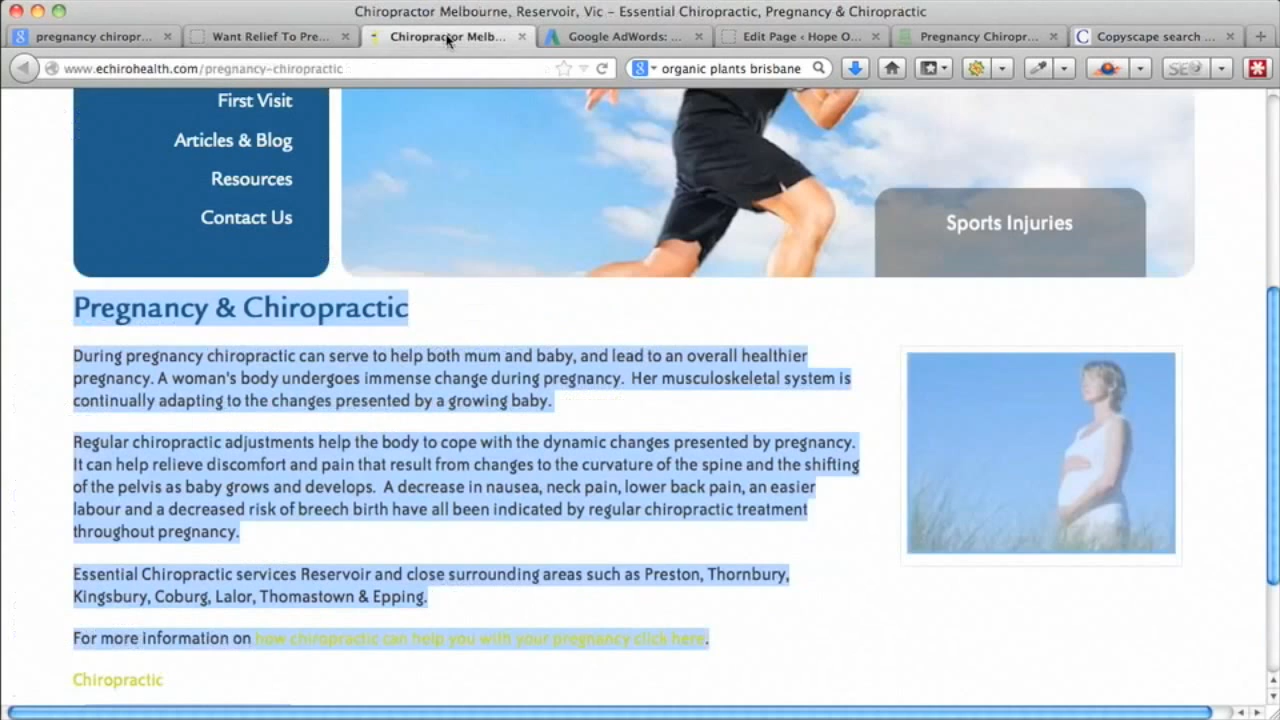 Chiropractor Melbourne, Reservoir, Vic – Essential Chiropractic, Pregnancy & Chiropractic
pregnancy chiropr...
Want Relief To Pre...
Chiropractor Melb...
Google AdWords: ...
Edit Page ‹ Hope O...
Pregnancy Chiropr...
Copyscape search ...
www.echirohealth.com/pregnancy-chiropractic
organic plants brisbane
SEO
First Visit
Articles & Blog
Resources
Contact Us
Sports Injuries
Pregnancy & Chiropractic
During pregnancy chiropractic can serve to help both mum and baby, and lead to an overall healthier
pregnancy. A woman's body undergoes immense change during pregnancy. Her musculoskeletal system is
continually adapting to the changes presented by a growing baby.
Regular chiropractic adjustments help the body to cope with the dynamic changes presented by pregnancy.
It can help relieve discomfort and pain that result from changes to the curvature of the spine and the shifting
of the pelvis as baby grows and develops. A decrease in nausea, neck pain, lower back pain, an easier
labour and a decreased risk of breech birth have all been indicated by regular chiropractic treatment
throughout pregnancy.
Essential Chiropractic services Reservoir and close surrounding areas such as Preston, Thornbury,
Kingsbury, Coburg, Lalor, Thomastown & Epping.
For more information on how chiropractic can help you with your pregnancy click here.
Chiropractic